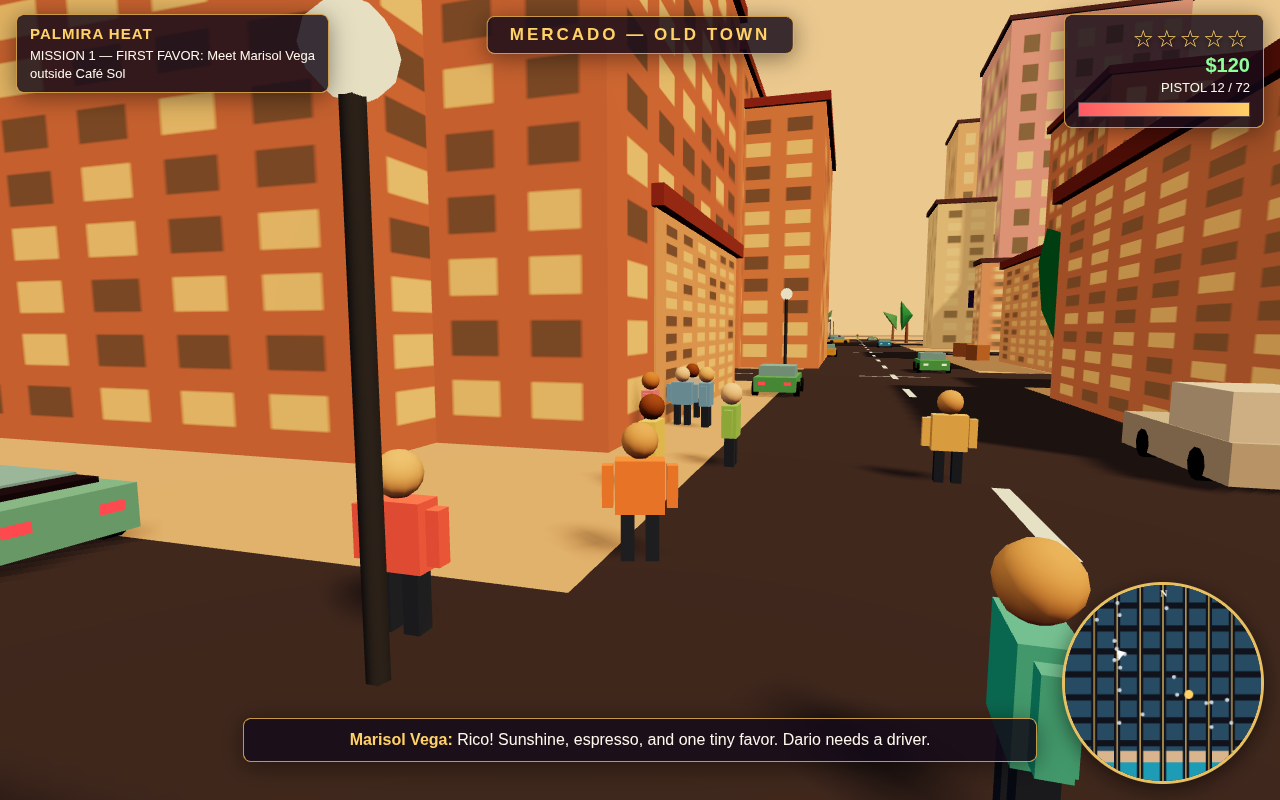 PALMIRA HEAT
MISSION 1 — FIRST FAVOR: Meet Marisol Vega
outside Café Sol
MERCADO — OLD TOWN
☆☆☆☆☆
$120
PISTOL 12 / 72
N
Marisol Vega: Rico! Sunshine, espresso, and one tiny favor. Dario needs a driver.